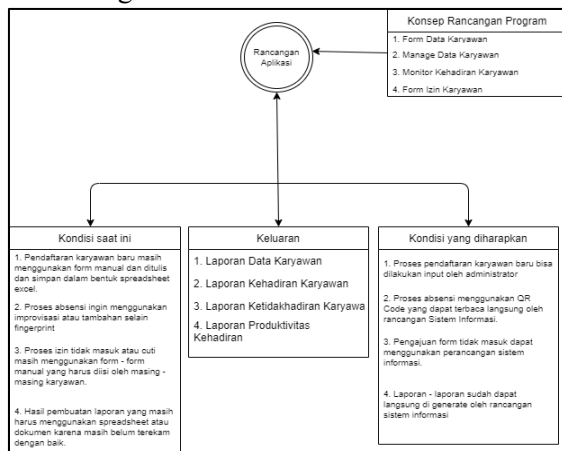 Rancangan
Aplikasi
Konsep Rancangan Program
1. Form Data Karyawan
2. Manage Data Karyawan
3. Monitor Kehadiran Karyawan
4. Form Izin Karyawan
Kondisi saat ini
1. Pendaftaran karyawan baru masih
menggunakan form manual dan ditulis
dan simpan dalam bentuk spreadsheet
excel.
2. Proses absensi ingin menggunakan
improvisasi atau tambahan selain
fingerprint
3. Proses izin tidak masuk atau cuti
masih menggunakan form - form
manual yang harus diisi oleh masing -
masing karyawan.
4. Hasil pembuatan laporan yang masih
harus menggunakan spreadsheet atau
dokumen karena masih belum terekam
dengan baik.
Keluaran
1. Laporan Data Karyawan
2. Laporan Kehadiran Karyawan
3. Laporan Ketidakhadiran Karyawa
4. Laporan Produktivitas
Kehadiran
Kondisi yang diharapkan
1. Proses pendaftaran karyawan baru bisa
dilakukan input oleh administrator
2. Proses absensi menggunakan QR
Code yang dapat terbaca langsung oleh
rancangan Sistem Informasi.
3. Pengajuan form tidak masuk dapat
menggunakan perancangan sistem
informasi.
4. Laporan - laporan sudah dapat
langsung di generate oleh rancangan
sistem informasi